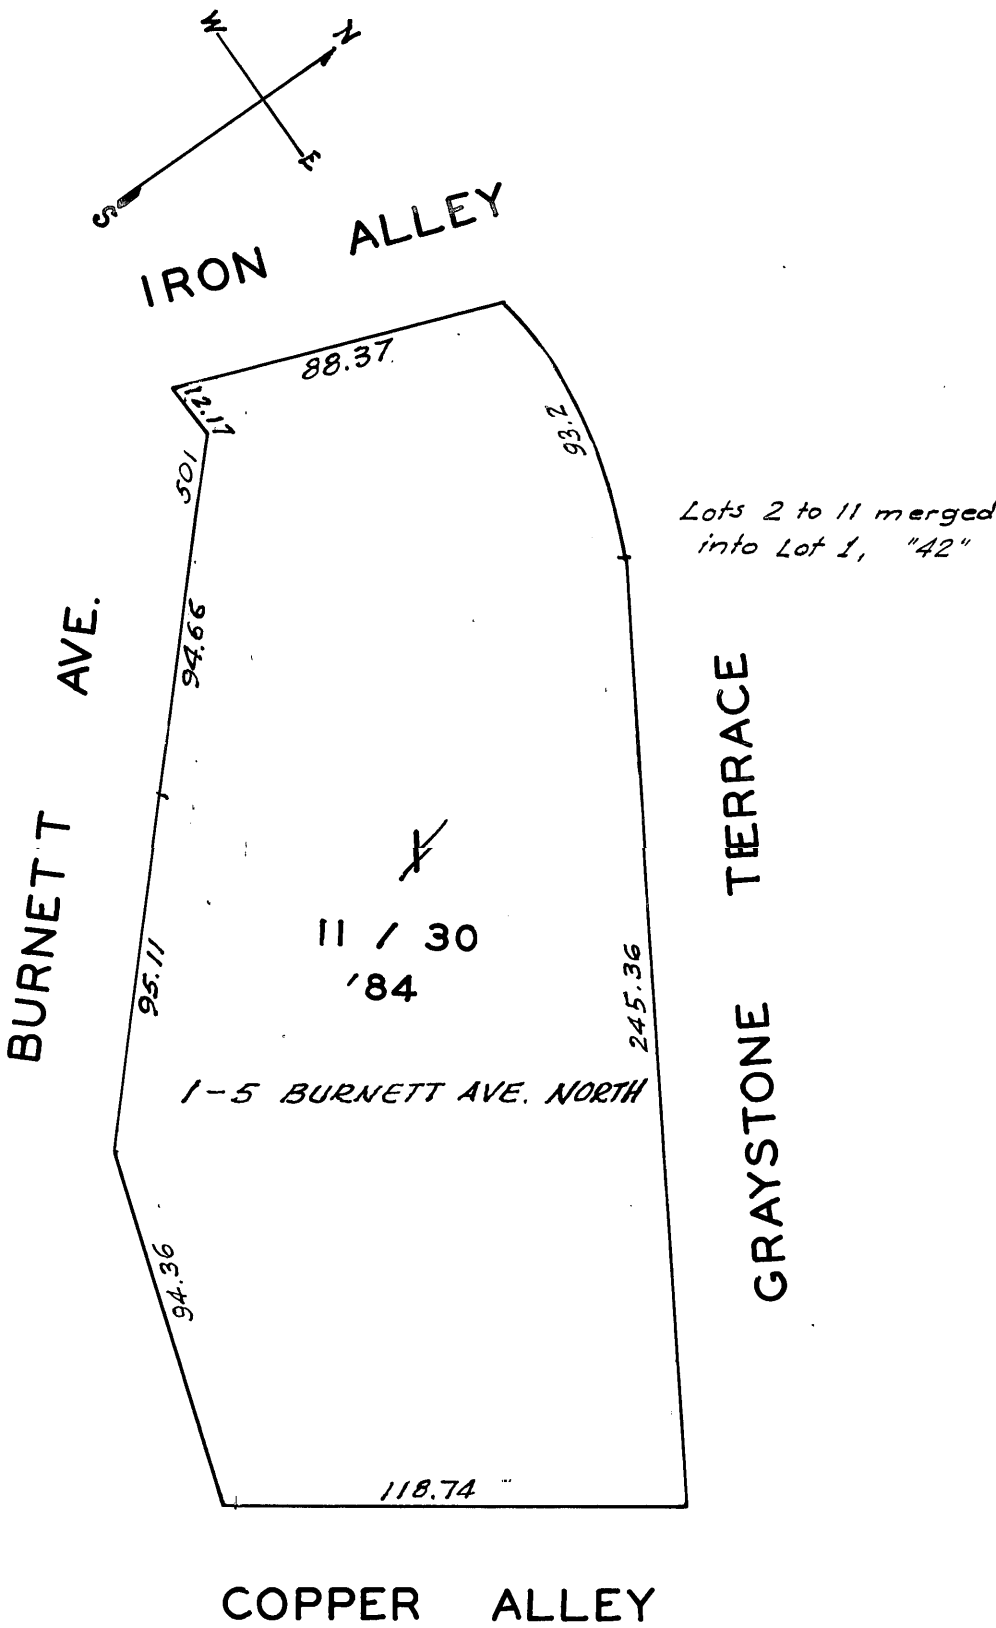 W
N
E
S
IRON ALLEY
88.37
12.17
93.2
501
Lots 2 to 11 merged
into Lot 1, "42"
94.66
BURNETT AVE.
GRAYSTONE TERRACE
11 / 30
'84
95.11
245.36
1-5 BURNETT AVE. NORTH
94.36
118.74
COPPER ALLEY